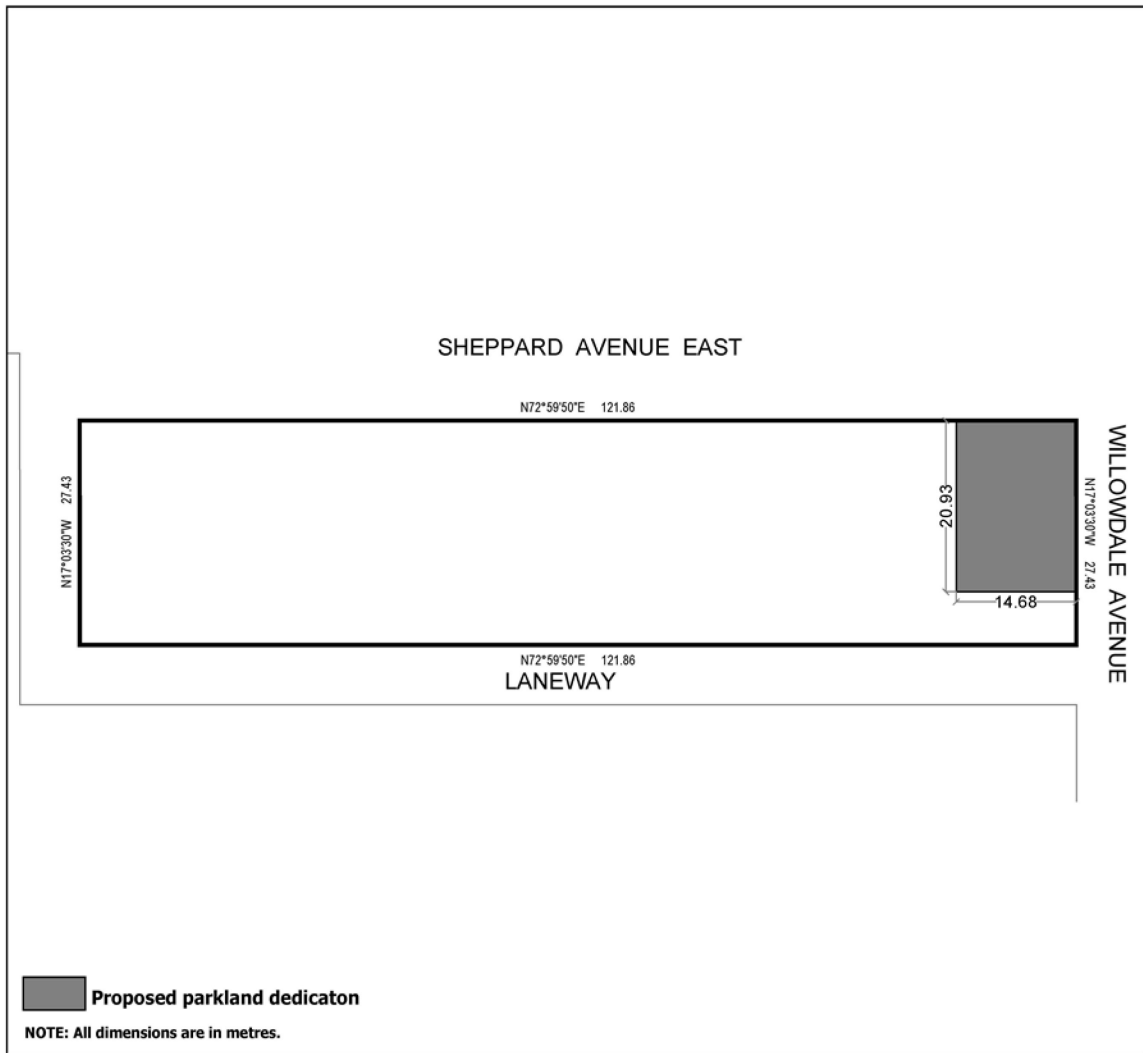 SHEPPARD AVENUE EAST
N72°59'50"E 121.86
N17°03'30"W 27.43
20.93
14.68
N17°03'30"W 27.43
WILLOWDALE AVENUE
N72°59'50"E 121.86
LANEWAY
Proposed parkland dedicaton
NOTE: All dimensions are in metres.